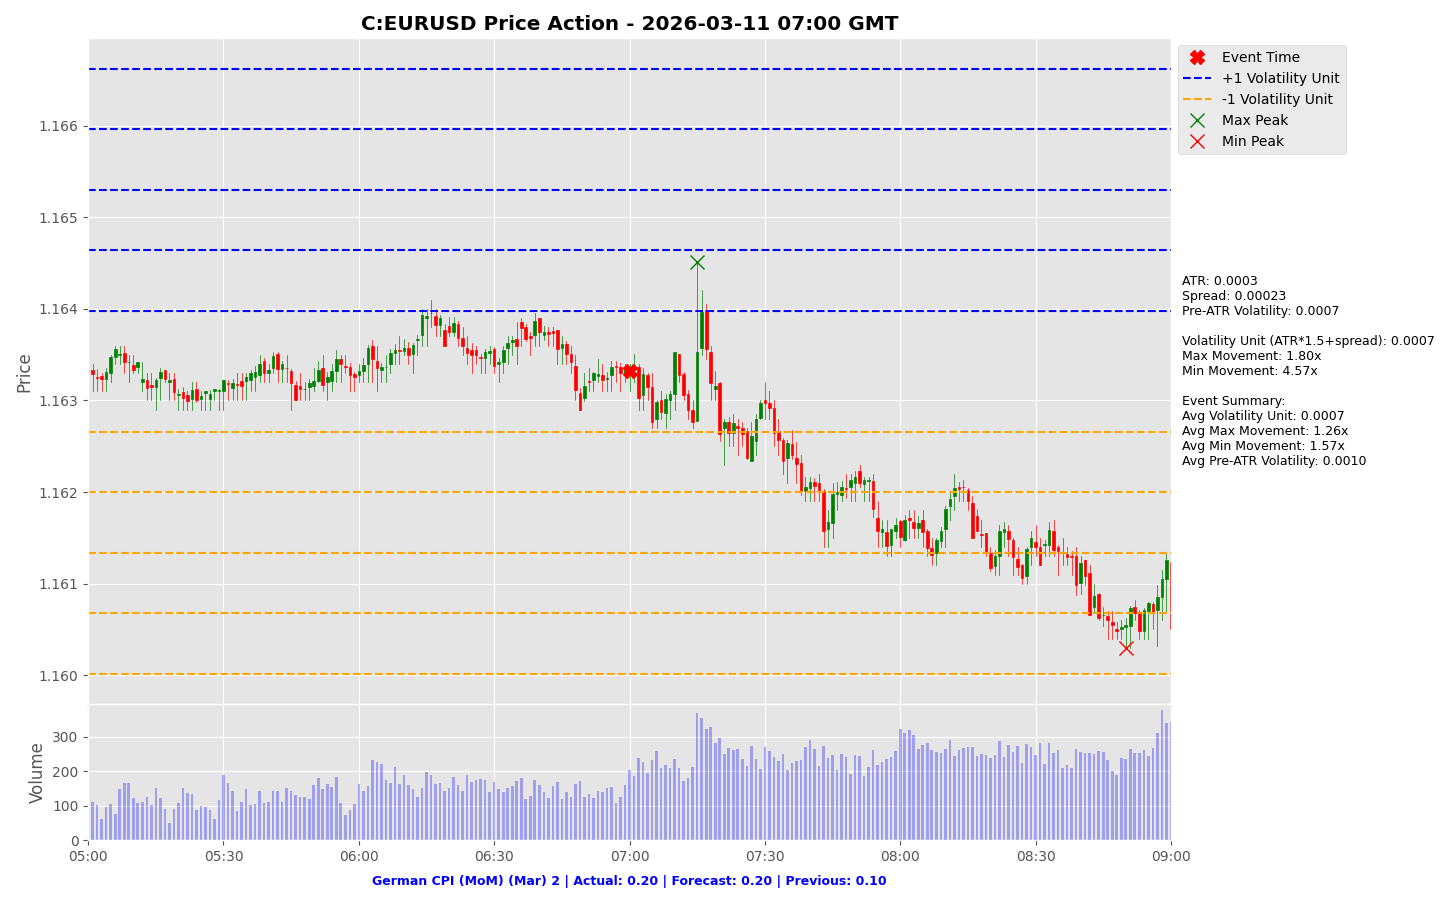 C:EURUSD Price Action - 2026-03-11 07:00 GMT
Event Time
+1 Volatility Unit
-1 Volatility Unit
Max Peak
Min Peak
Price
1.166
1.165
1.164
1.163
1.162
1.161
1.160
ATR: 0.0003
Spread: 0.00023
Pre-ATR Volatility: 0.0007
Volatility Unit (ATR*1.5+spread): 0.0007
Max Movement: 1.80x
Min Movement: 4.57x
Event Summary:
Avg Volatility Unit: 0.0007
Avg Max Movement: 1.26x
Avg Min Movement: 1.57x
Avg Pre-ATR Volatility: 0.0010
Volume
300
200
100
0
05:00 05:30 06:00 06:30 07:00 07:30 08:00 08:30 09:00
German CPI (MoM) (Mar) 2 | Actual: 0.20 | Forecast: 0.20 | Previous: 0.10